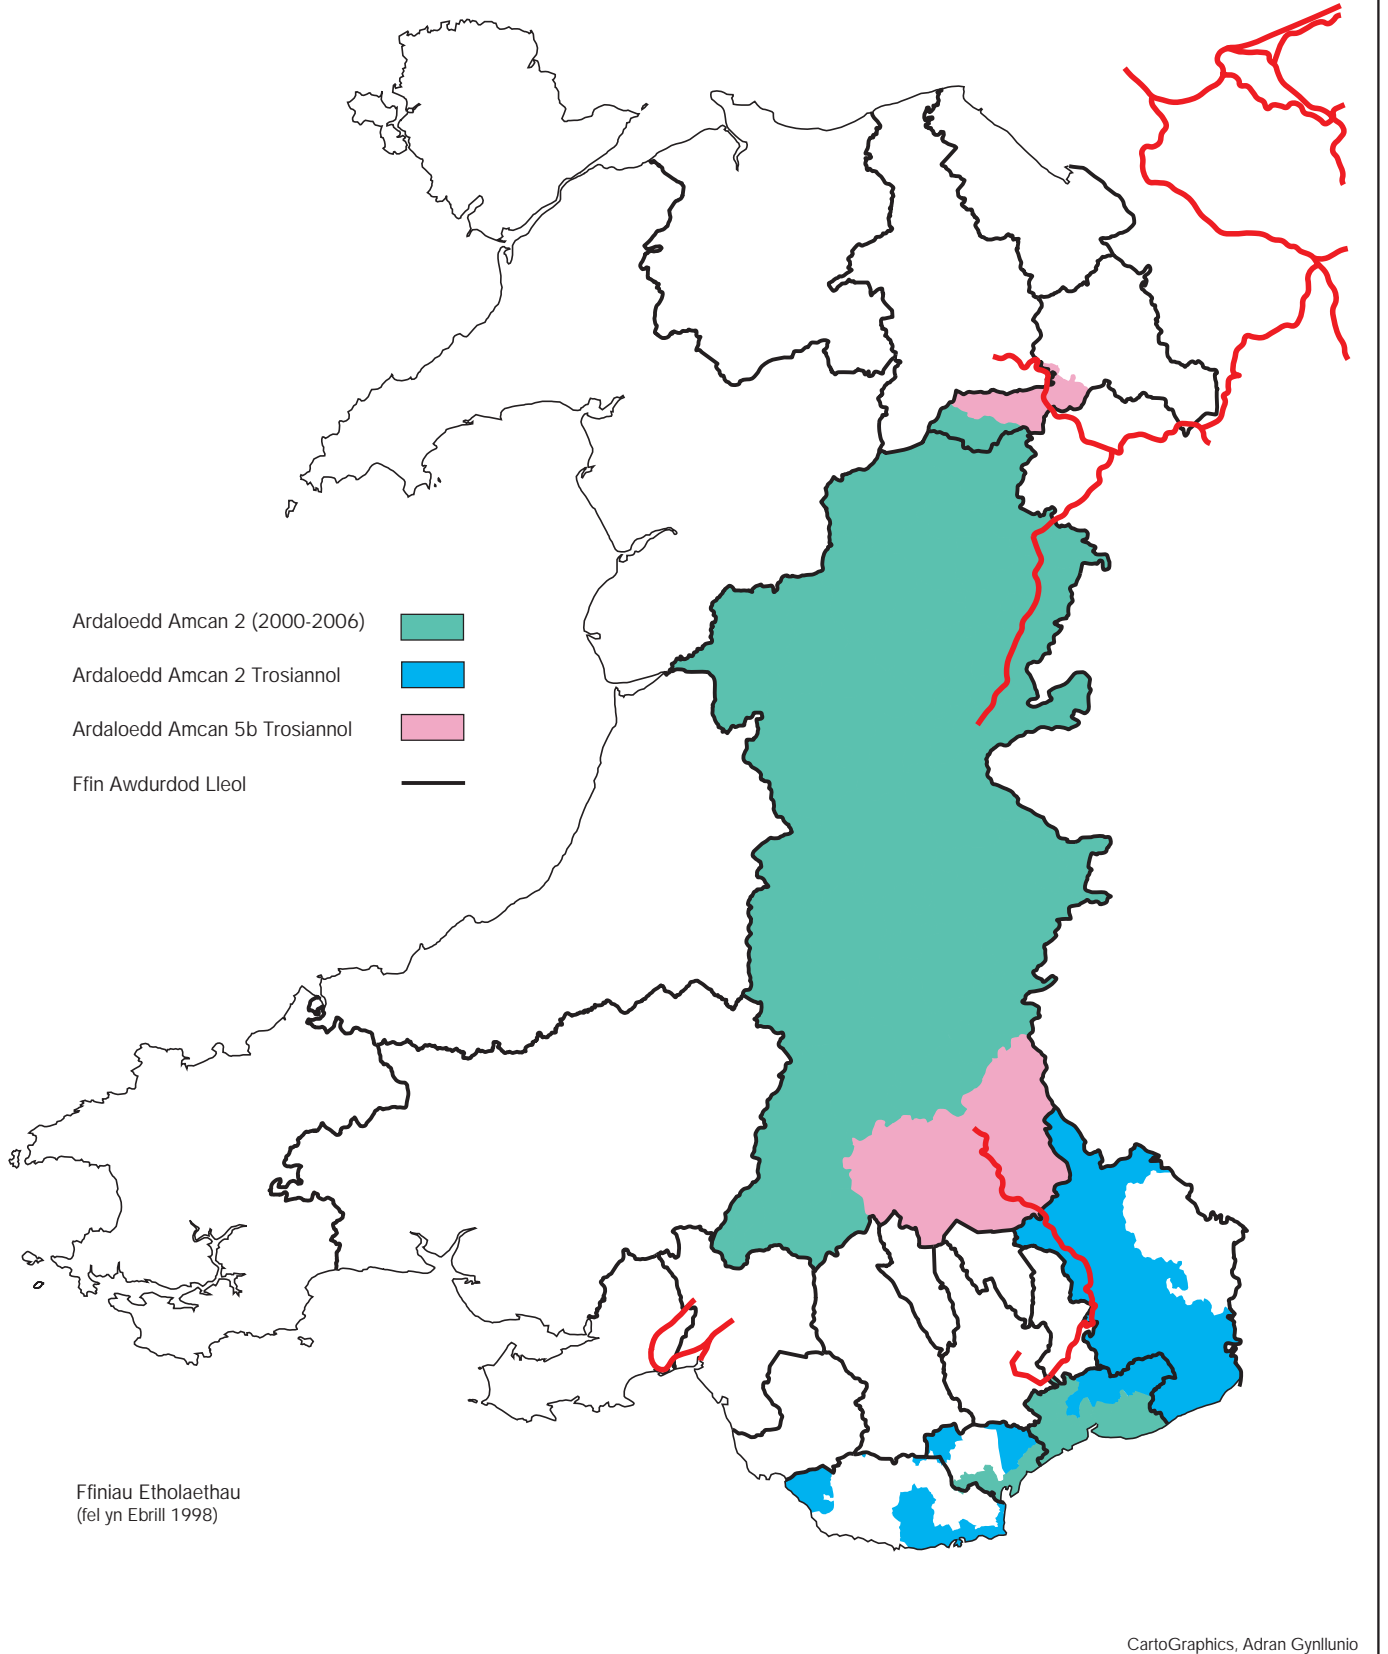 Ardaloedd Amcan 2 (2000-2006)
Ardaloedd Amcan 2 Trosiannol
Ardaloedd Amcan 5b Trosiannol
Ffin Awdurdod Lleol
Ffiniau Etholaethau
(fel yn Ebrill 1998)
CartoGraphics, Adran Gynllunio